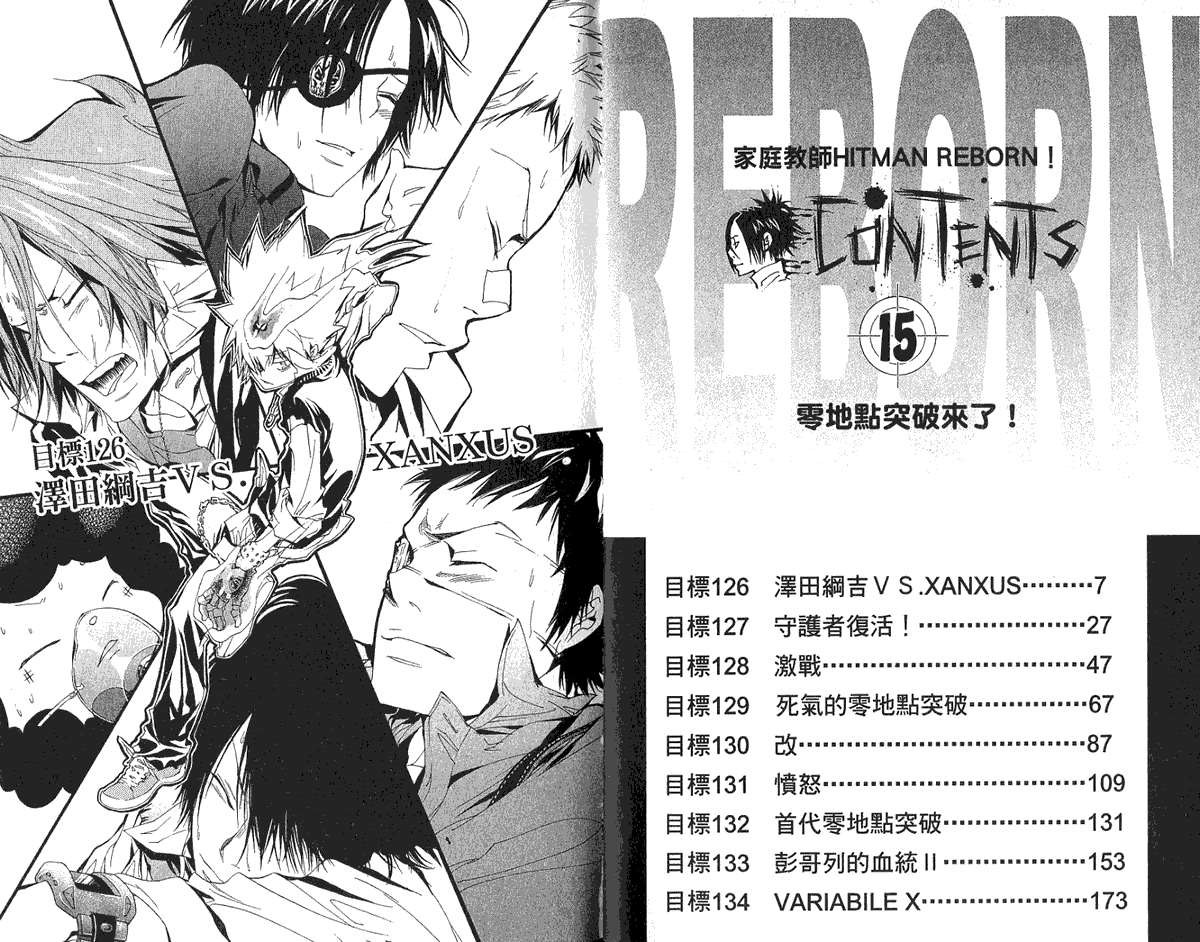 目標126
澤田綱吉ＶＳ. XANXUS
REBORN
家庭教師HITMAN REBORN！
CONTENTS
15
零地點突破來了！
目標126 澤田綱吉ＶＳ.XANXUS………7
目標127 守護者復活！………………27
目標128 激戰…………………………47
目標129 死氣的零地點突破……………67
目標130 改……………………………87
目標131 憤怒…………………………109
目標132 首代零地點突破……………131
目標133 彭哥列的血統Ⅱ……………153
目標134 VARIABILE X………………173